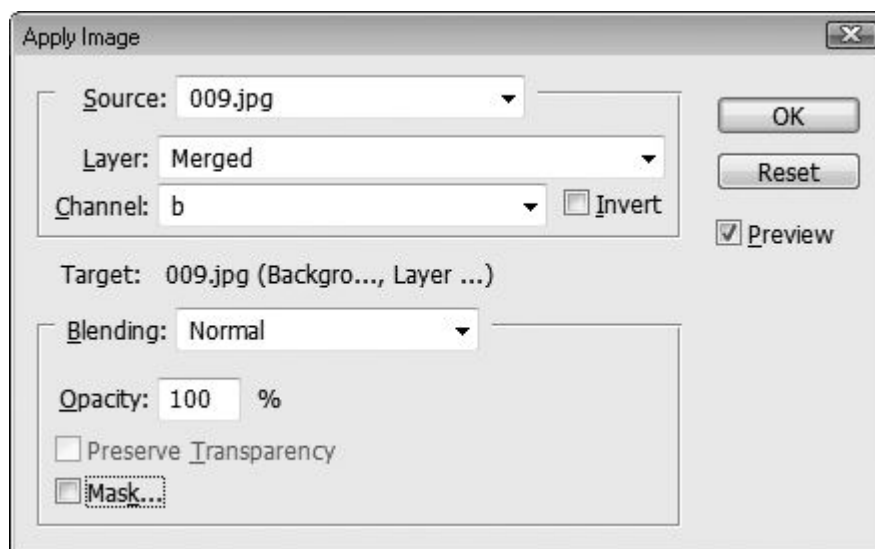 Apply Image
Source: 009.jpg
OK
Layer: Merged
Reset
Channel: b
Invert
Preview
Target: 009.jpg (Backgro..., Layer ...)
Blending: Normal
Opacity: 100 %
Preserve Transparency
Mask...